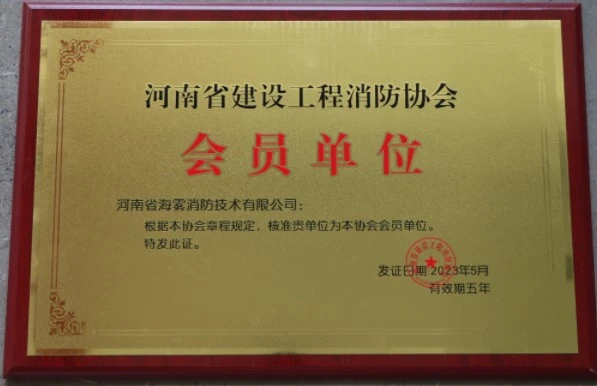 河南省建设工程消防协会
会员单位
河南省海雾消防技术有限公司：
根据本协会章程规定、核准贵单位为本协会会员单位。
特发此证。
发证日期:2023年5月
有效期五年